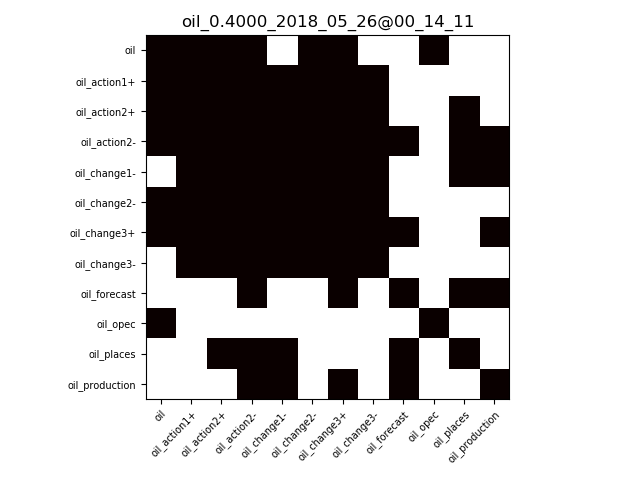 oil_0.4000_2018_05_26@00_14_11
oil
oil_action1+
oil_action2+
oil_action2-
oil_change1-
oil_change2-
oil_change3+
oil_change3-
oil_forecast
oil_opec
oil_places
oil_production
oil
oil_action1+
oil_action2+
oil_action2-
oil_change1-
oil_change2-
oil_change3+
oil_change3-
oil_forecast
oil_opec
oil_places
oil_production